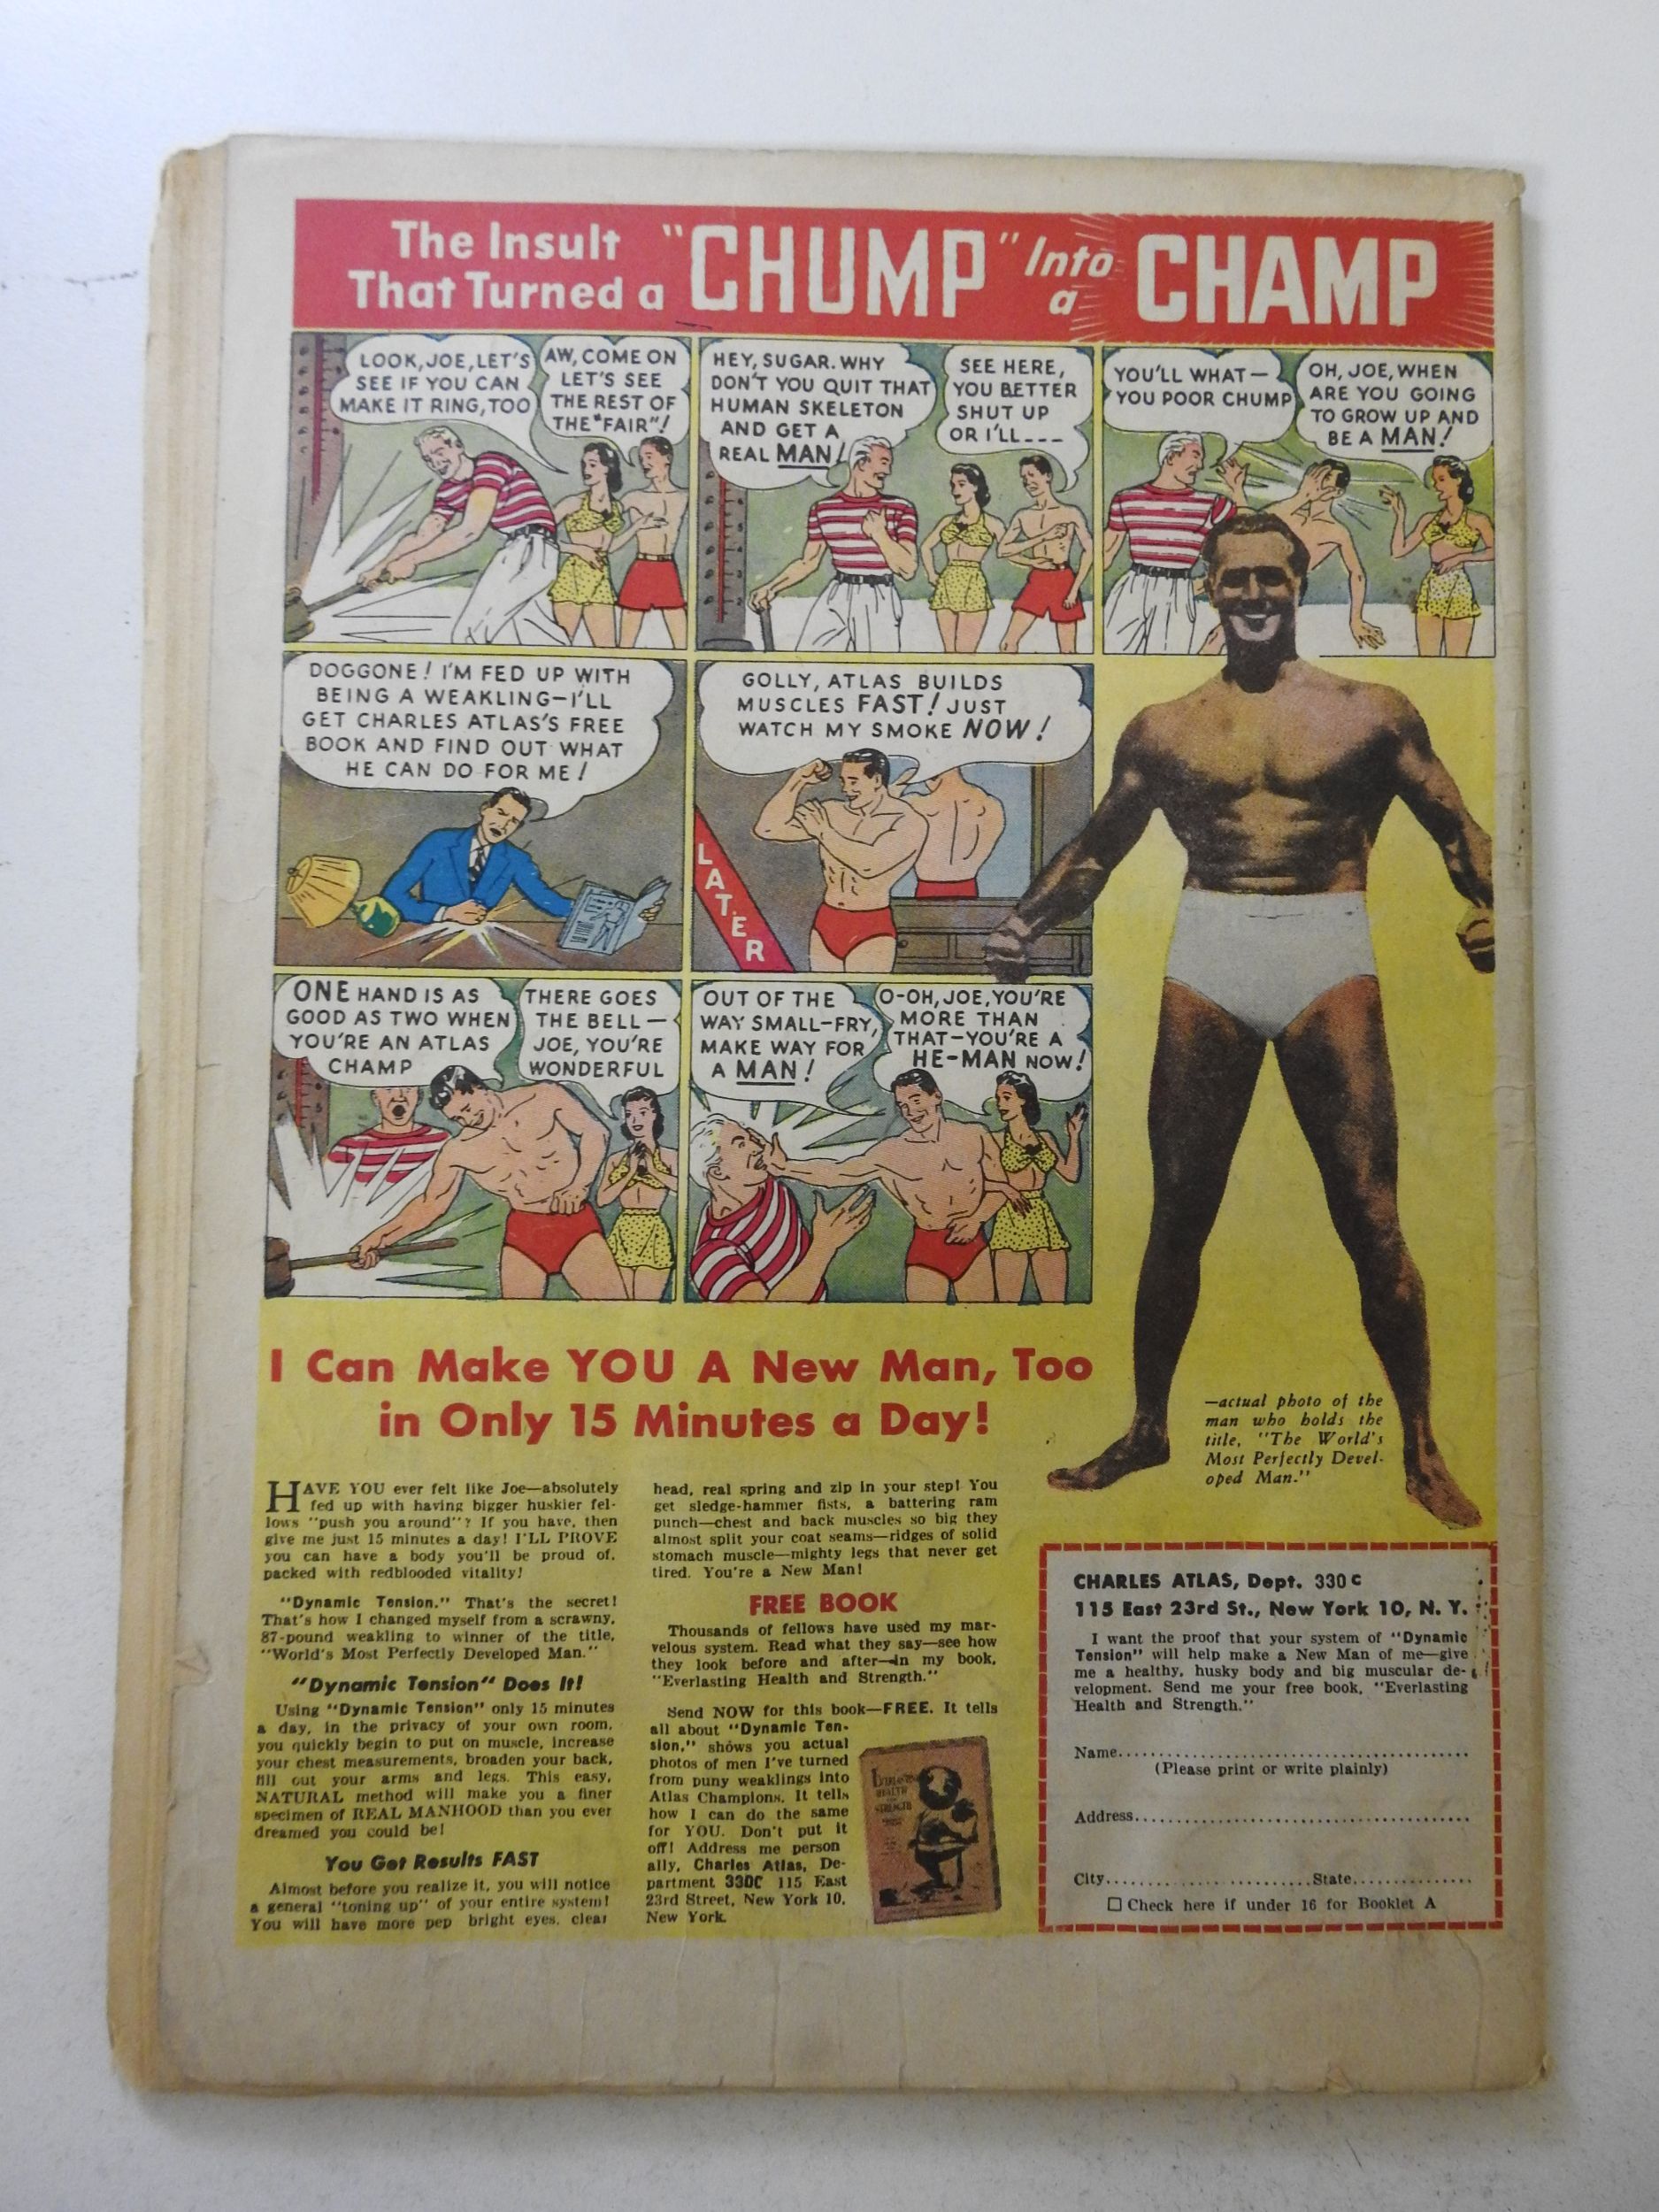 The Insult
That Turned a
"CHUMP"
Into
a
CHAMP
LOOK, JOE, LET'S
SEE IF YOU CAN
MAKE IT RING, TOO
AW, COME ON
LET'S SEE
THE REST OF
THE "FAIR"!
HEY, SUGAR. WHY
DON'T YOU QUIT THAT
HUMAN SKELETON
AND GET A
REAL MAN!
SEE HERE,
YOU BETTER
SHUT UP
OR I'LL---
YOU'LL WHAT—
YOU POOR CHUMP
OH, JOE, WHEN
ARE YOU GOING
TO GROW UP AND
BE A MAN!
DOGGONE! I'M FED UP WITH
BEING A WEAKLING—I'LL
GET CHARLES ATLAS'S FREE
BOOK AND FIND OUT WHAT
HE CAN DO FOR ME!
GOLLY, ATLAS BUILDS
MUSCLES FAST! JUST
WATCH MY SMOKE NOW!
LATER
ONE HAND IS AS
GOOD AS TWO WHEN
YOU'RE AN ATLAS
CHAMP
THERE GOES
THE BELL—
JOE, YOU'RE
WONDERFUL
OUT OF THE
WAY SMALL-FRY,
MAKE WAY FOR
A MAN!
O-OH, JOE, YOU'RE
MORE THAN
THAT—YOU'RE A
HE-MAN NOW!
I Can Make YOU A New Man, Too
in Only 15 Minutes a Day!
—actual photo of the
man who holds the
title, "The World's
Most Perfectly Devel-
oped Man."
HAVE YOU ever felt like Joe—absolutely
fed up with having bigger huskier fel-
lows "push you around"? If you have, then
give me just 15 minutes a day! I'LL PROVE
you can have a body you'll be proud of,
packed with redblooded vitality!
"Dynamic Tension." That's the secret!
That's how I changed myself from a scrawny,
87-pound weakling to winner of the title,
"World's Most Perfectly Developed Man."
"Dynamic Tension" Does It!
Using "Dynamic Tension" only 15 minutes
a day, in the privacy of your own room,
you quickly begin to put on muscle, increase
your chest measurements, broaden your back,
fill out your arms and legs. This easy,
NATURAL method will make you a finer
specimen of REAL MANHOOD than you ever
dreamed you could be!
You Get Results FAST
Almost before you realize it, you will notice
a general "toning up" of your entire system!
You will have more pep bright eyes, clear
head, real spring and zip in your step! You
get sledge-hammer fists, a battering ram
punch—chest and back muscles so big they
almost split your coat seams—ridges of solid
stomach muscle—mighty legs that never get
tired. You're a New Man!
FREE BOOK
Thousands of fellows have used my mar-
velous system. Read what they say—see how
they look before and after—in my book,
"Everlasting Health and Strength."
Send NOW for this book—FREE. It tells
all about "Dynamic Ten-
sion," shows you actual
photos of men I've turned
from puny weaklings into
Atlas Champions. It tells
how I can do the same
for YOU. Don't put it
off! Address me person
ally, Charles Atlas, De-
partment 330C 115 East
23rd Street, New York 10,
New York.
HEALTH
STRENGTH
CHARLES ATLAS, Dept. 330C
115 East 23rd St., New York 10, N. Y.
I want the proof that your system of "Dynamic
Tension" will help make a New Man of me—give
me a healthy, husky body and big muscular de-
velopment. Send me your free book, "Everlasting
Health and Strength."
Name..........................................
(Please print or write plainly)
Address........................................
City........................State..............
☐ Check here if under 16 for Booklet A